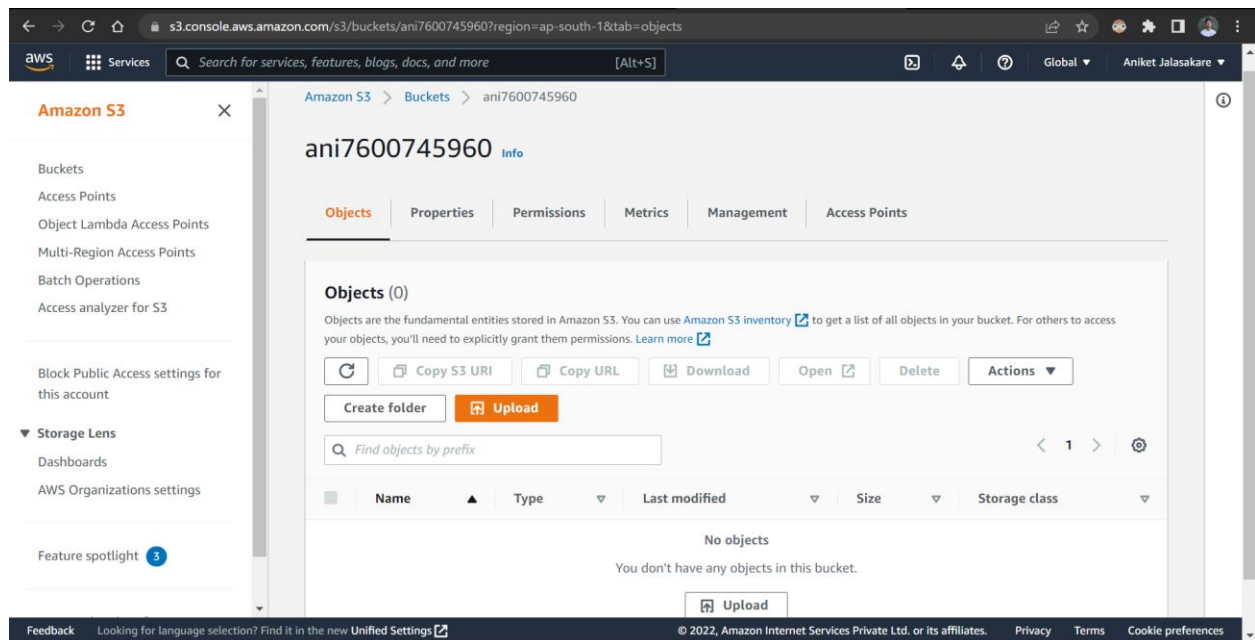 s3.console.aws.amazon.com/s3/buckets/ani7600745960?region=ap-south-1&tab=objects
aws Services Search for services, features, blogs, docs, and more [Alt+S] Global Aniket Jalasakare
Amazon S3
Buckets
Access Points
Object Lambda Access Points
Multi-Region Access Points
Batch Operations
Access analyzer for S3
Block Public Access settings for
this account
Storage Lens
Dashboards
AWS Organizations settings
Feature spotlight 3
Amazon S3 > Buckets > ani7600745960
ani7600745960 Info
Objects Properties Permissions Metrics Management Access Points
Objects (0)
Objects are the fundamental entities stored in Amazon S3. You can use Amazon S3 inventory to get a list of all objects in your bucket. For others to access
your objects, you'll need to explicitly grant them permissions. Learn more
Copy S3 URI Copy URL Download Open Delete Actions
Create folder Upload
Find objects by prefix < 1 >
Name Type Last modified Size Storage class
No objects
You don't have any objects in this bucket.
Upload
Feedback Looking for language selection? Find it in the new Unified Settings © 2022, Amazon Internet Services Private Ltd. or its affiliates. Privacy Terms Cookie preferences